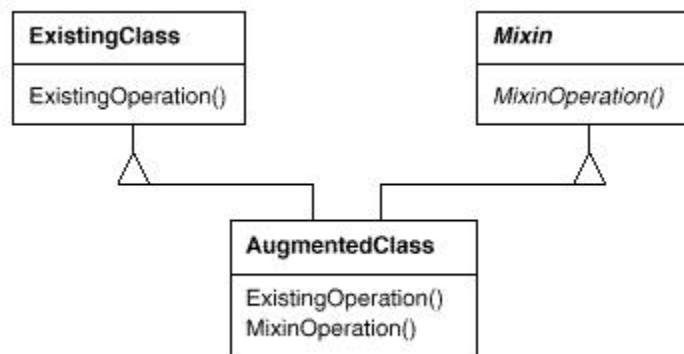 ExistingClass
ExistingOperation()
Mixin
MixinOperation()
AugmentedClass
ExistingOperation()
MixinOperation()